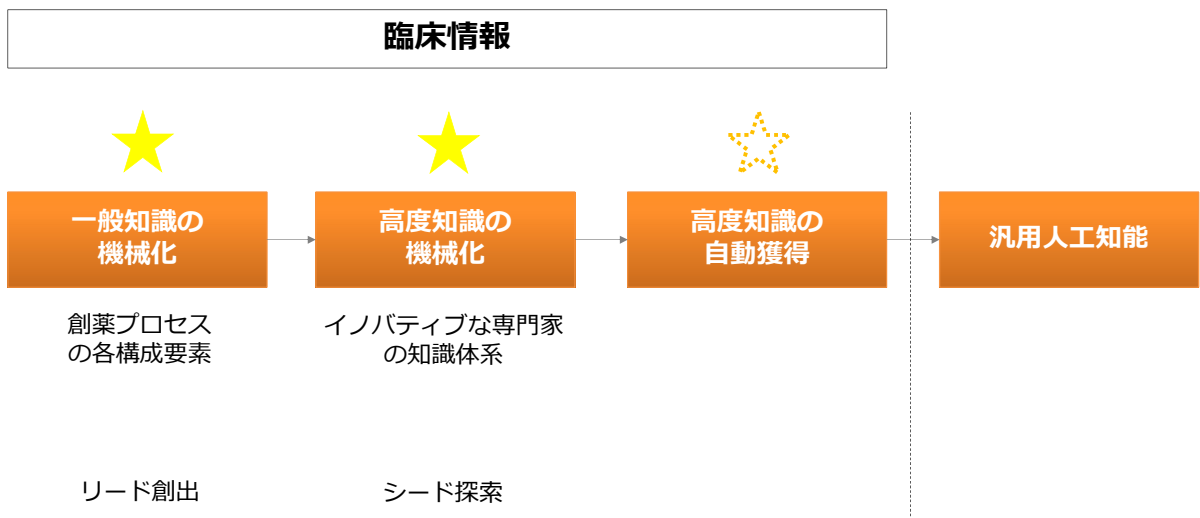 臨床情報
一般知識の
機械化
高度知識の
機械化
高度知識の
自動獲得
汎用人工知能
創薬プロセス
の各構成要素
イノバティブな専門家
の知識体系
リード創出
シード探索